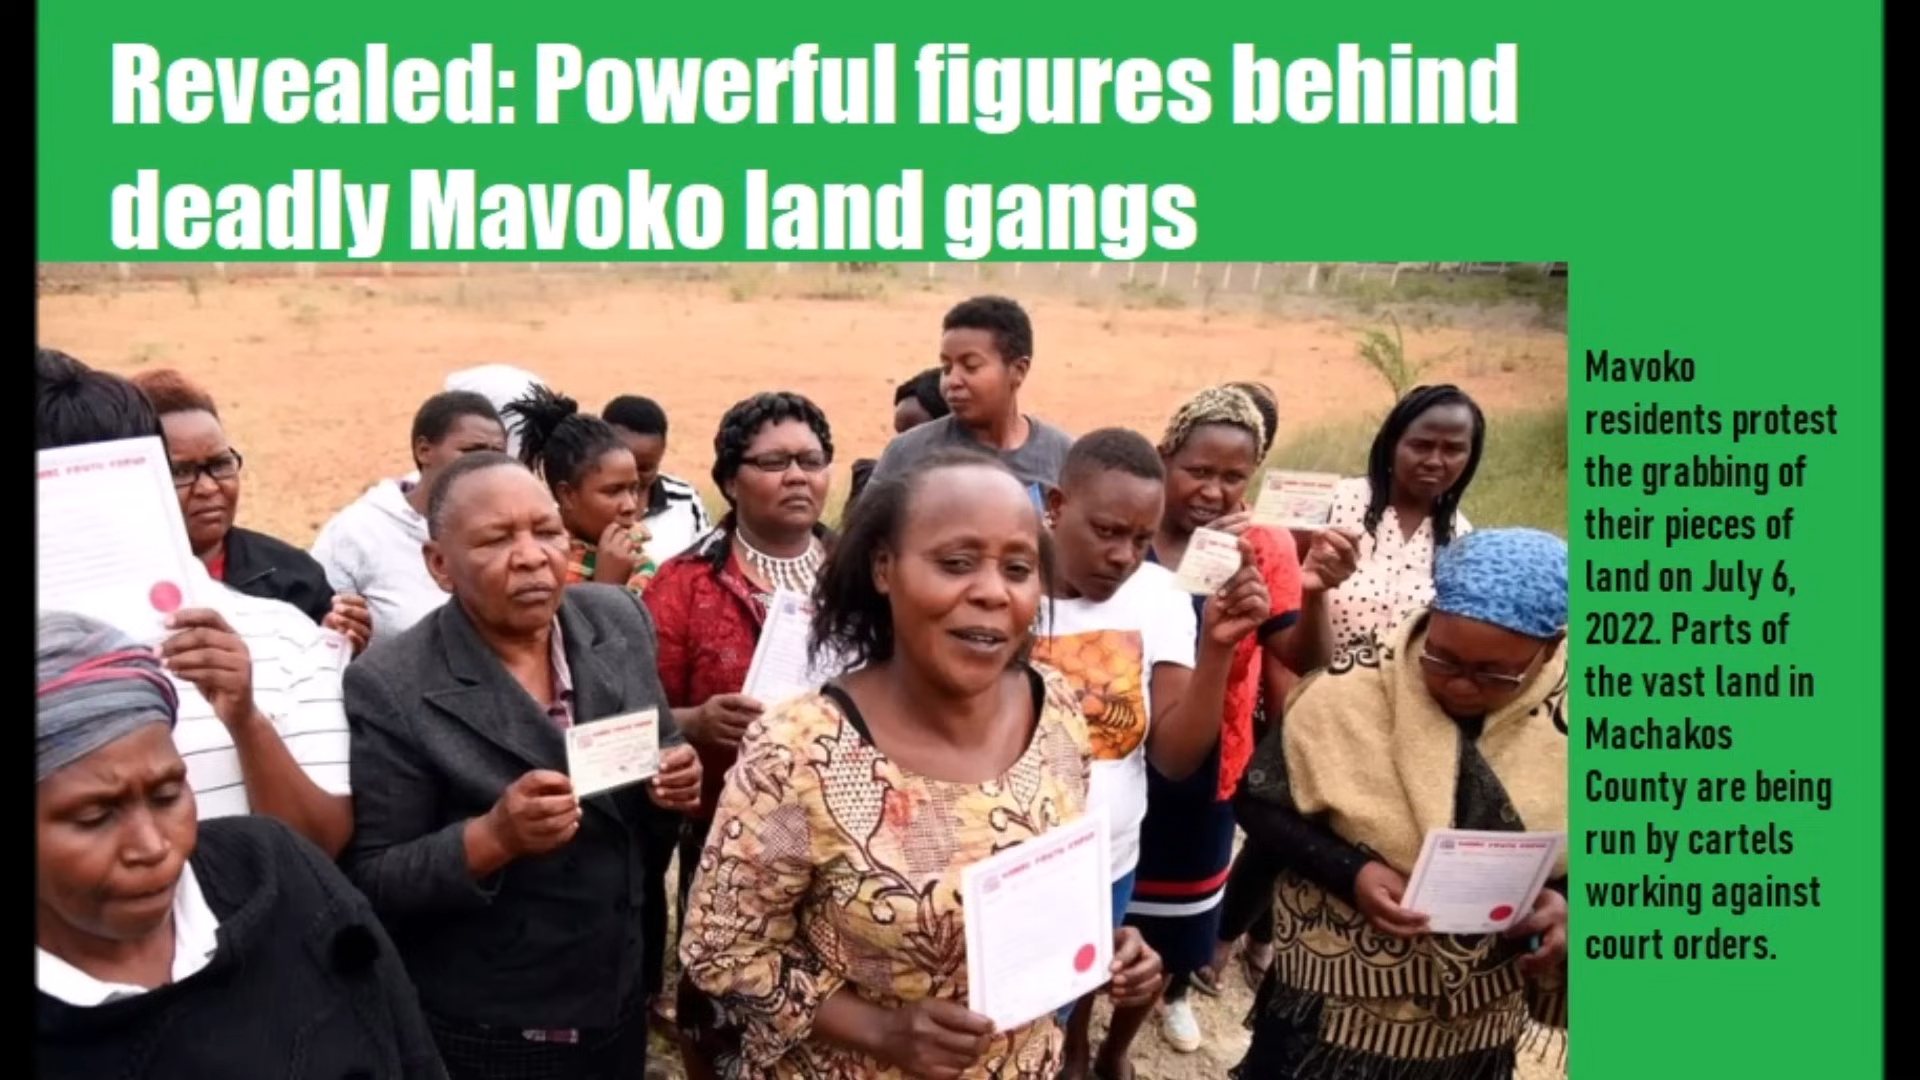 Revealed: Powerful figures behind
deadly Mavoko land gangs
Mavoko
residents protest
the grabbing of
their pieces of
land on July 6,
2022. Parts of
the vast land in
Machakos
County are being
run by cartels
working against
court orders.